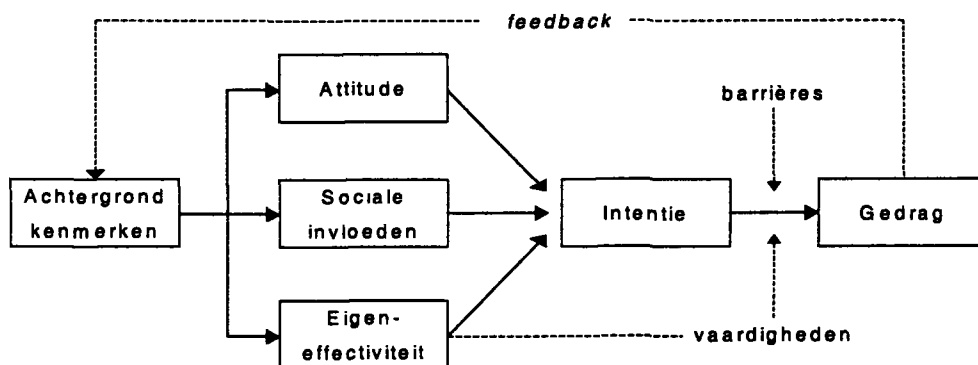 feedback
Attitude
barrières
Achtergrond
kenmerken
Sociale
invloeden
Intentie
Gedrag
Eigen-
effectiviteit
vaardigheden